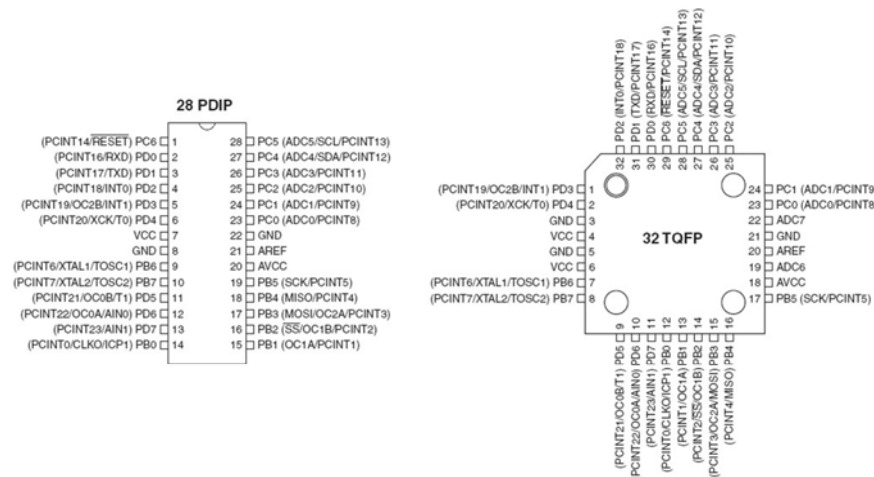 28 PDIP
(PCINT14/RESET) PC6 1
(PCINT16/RXD) PD0 2
(PCINT17/TXD) PD1 3
(PCINT18/INT0) PD2 4
(PCINT19/OC2B/INT1) PD3 5
(PCINT20/XCK/T0) PD4 6
VCC 7
GND 8
(PCINT6/XTAL1/TOSC1) PB6 9
(PCINT7/XTAL2/TOSC2) PB7 10
(PCINT21/OC0B/T1) PD5 11
(PCINT22/OC0A/AIN0) PD6 12
(PCINT23/AIN1) PD7 13
(PCINT0/CLKO/ICP1) PB0 14
28 PC5 (ADC5/SCL/PCINT13)
27 PC4 (ADC4/SDA/PCINT12)
26 PC3 (ADC3/PCINT11)
25 PC2 (ADC2/PCINT10)
24 PC1 (ADC1/PCINT9)
23 PC0 (ADC0/PCINT8)
22 GND
21 AREF
20 AVCC
19 PB5 (SCK/PCINT5)
18 PB4 (MISO/PCINT4)
17 PB3 (MOSI/OC2A/PCINT3)
16 PB2 (SS/OC1B/PCINT2)
15 PB1 (OC1A/PCINT1)
32 TQFP
32 PD2 (INT0/PCINT18)
31 PD1 (TXD/PCINT17)
30 PD0 (RXD/PCINT16)
29 PC6 (RESET/PCINT14)
28 PC5 (ADC5/SCL/PCINT13)
27 PC4 (ADC4/SDA/PCINT12)
26 PC3 (ADC3/PCINT11)
25 PC2 (ADC2/PCINT10)
(PCINT19/OC2B/INT1) PD3 1
(PCINT20/XCK/T0) PD4 2
GND 3
VCC 4
GND 5
VCC 6
(PCINT6/XTAL1/TOSC1) PB6 7
(PCINT7/XTAL2/TOSC2) PB7 8
24 PC1 (ADC1/PCINT9
23 PC0 (ADC0/PCINT8
22 ADC7
21 GND
20 AREF
19 ADC6
18 AVCC
17 PB5 (SCK/PCINT5)
(PCINT21/OC0B/T1) PD5 9
PCINT22/OC0A/AIN0) PD6 10
(PCINT23/AIN1) PD7 11
(PCINT0/CLKO/ICP1) PB0 12
(PCINT1/OC1A) PB1 13
(PCINT2/SS/OC1B) PB2 14
PCINT3/OC2A/MOSI) PB3 15
(PCINT4/MISO) PB4 16